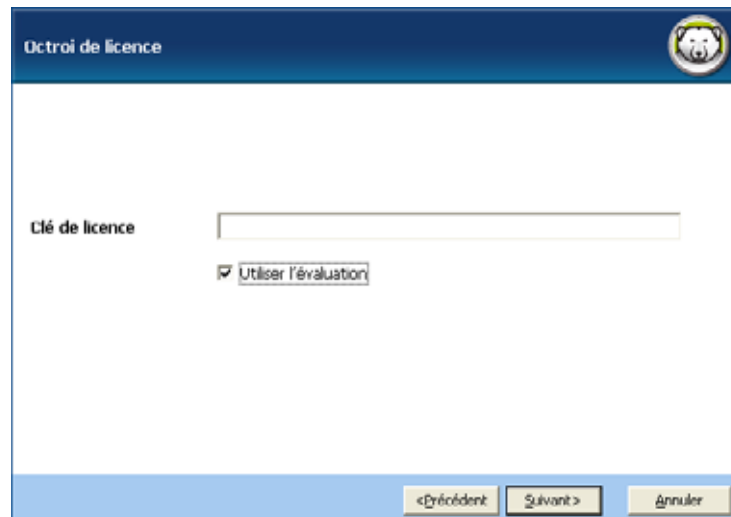 Octroi de licence
Clé de licence
Utiliser l'évaluation
<Précédent Suivant> Annuler